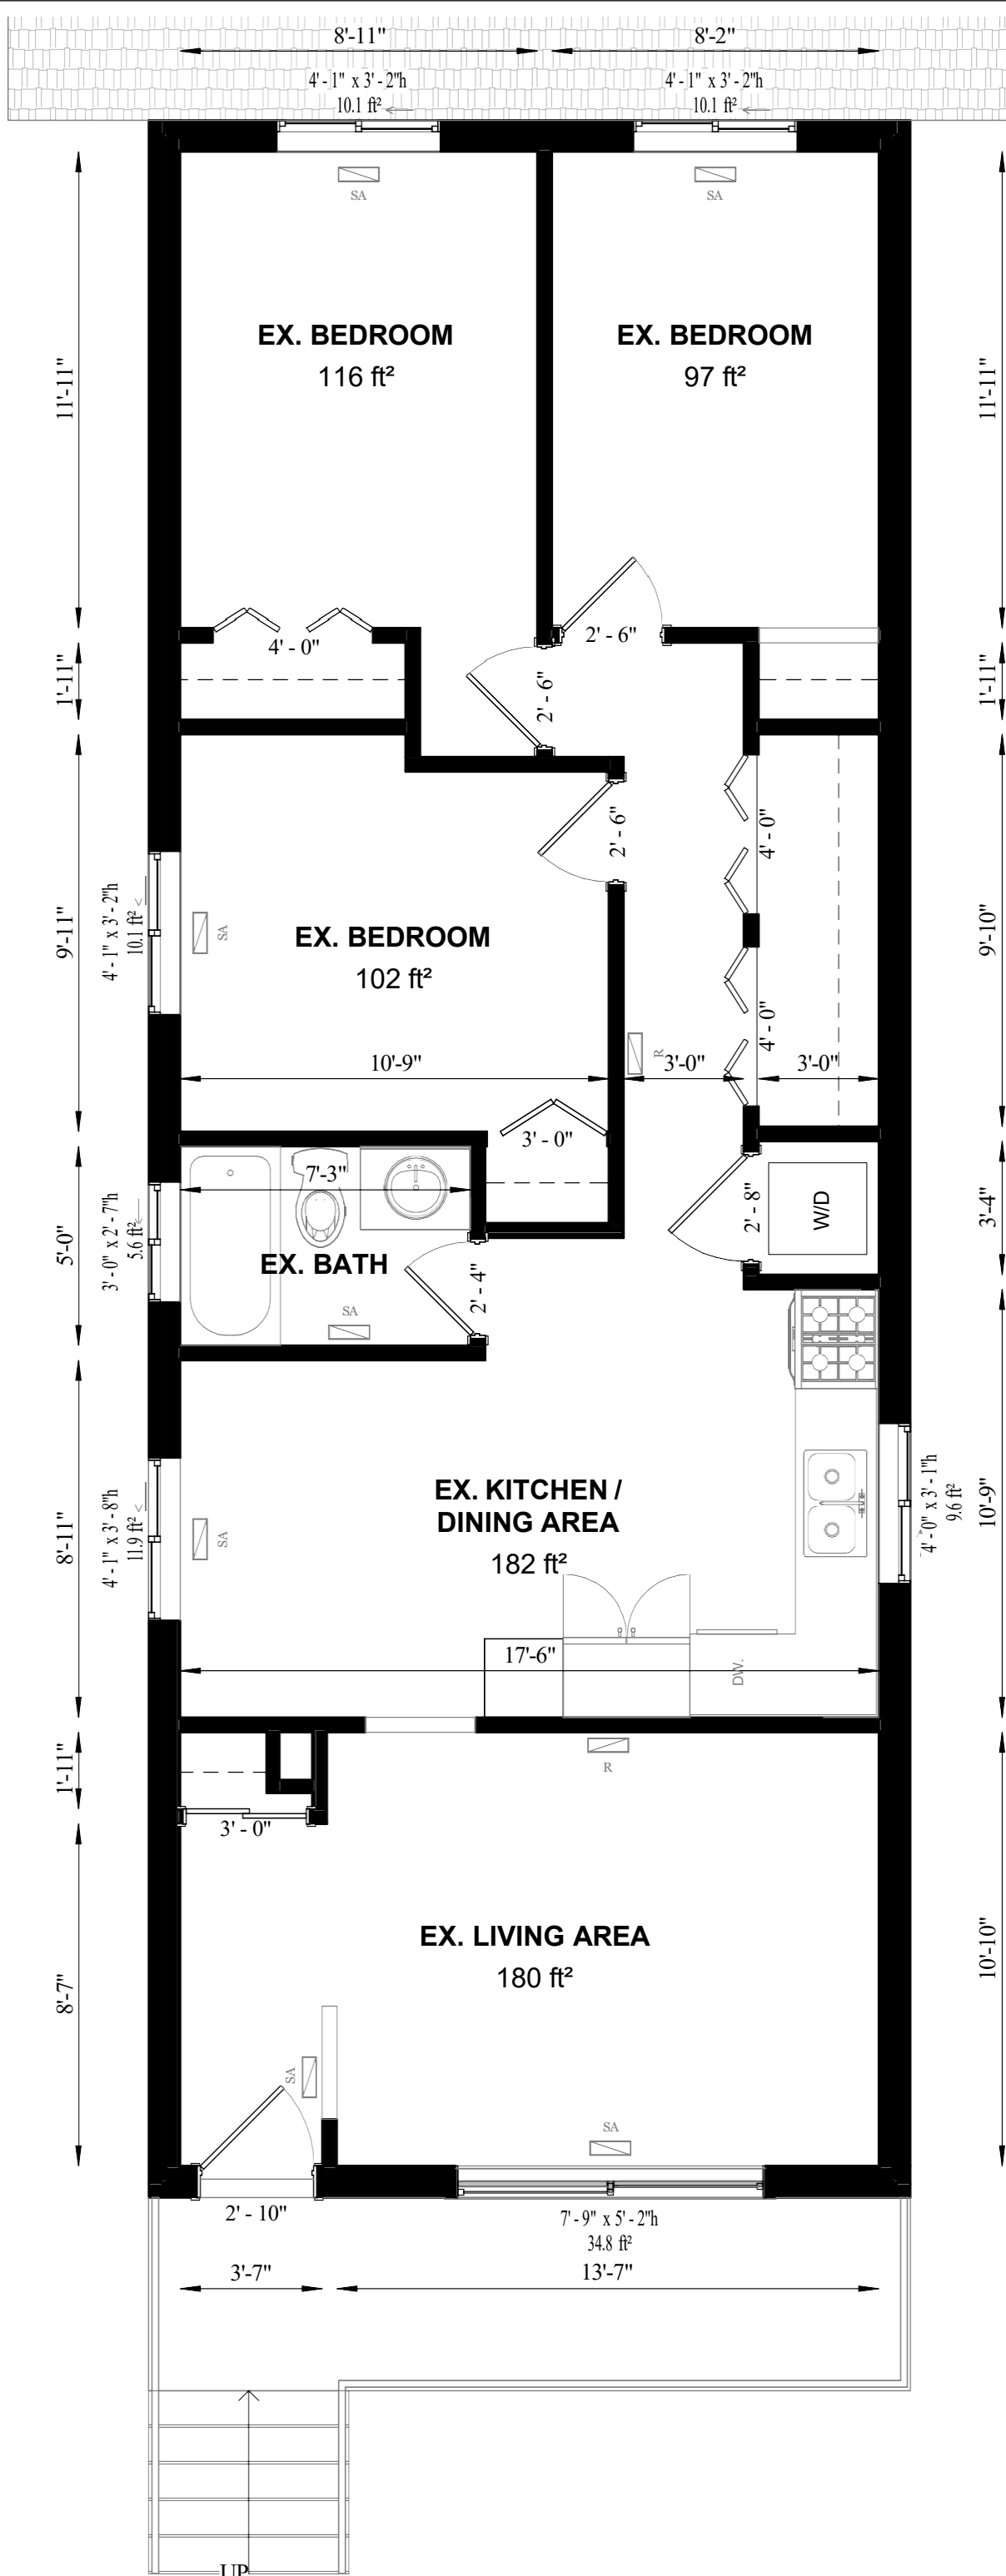 8'-11"
8'-2"
4' - 1" x 3' - 2"h
10.1 ft²
4' - 1" x 3' - 2"h
10.1 ft²
SA
SA
EX. BEDROOM
116 ft²
EX. BEDROOM
97 ft²
11'-11"
11'-11"
4' - 0"
2' - 6"
2' - 6"
1'-11"
1'-11"
2' - 6"
4' - 0"
4' - 1" x 3' - 2"h
10.1 ft²
SA
9'-11"
9'-10"
EX. BEDROOM
102 ft²
4' - 0"
R
10'-9"
3'-0"
3'-0"
3' - 0"
7'-3"
2' - 8"
W/D
3'-4"
3' - 0" x 2' - 7"h
5.6 ft²
5'-0"
EX. BATH
2' - 4"
SA
4' - 1" x 3' - 8"h
11.9 ft²
SA
8'-11"
EX. KITCHEN /
DINING AREA
182 ft²
4' - 0" x 3' - 1"h
9.6 ft²
10'-9"
17'-6"
DW.
R
1'-11"
3' - 0"
EX. LIVING AREA
180 ft²
8'-7"
10'-10"
SA
SA
2' - 10"
7' - 9" x 5' - 2"h
34.8 ft²
3'-7"
13'-7"
UP